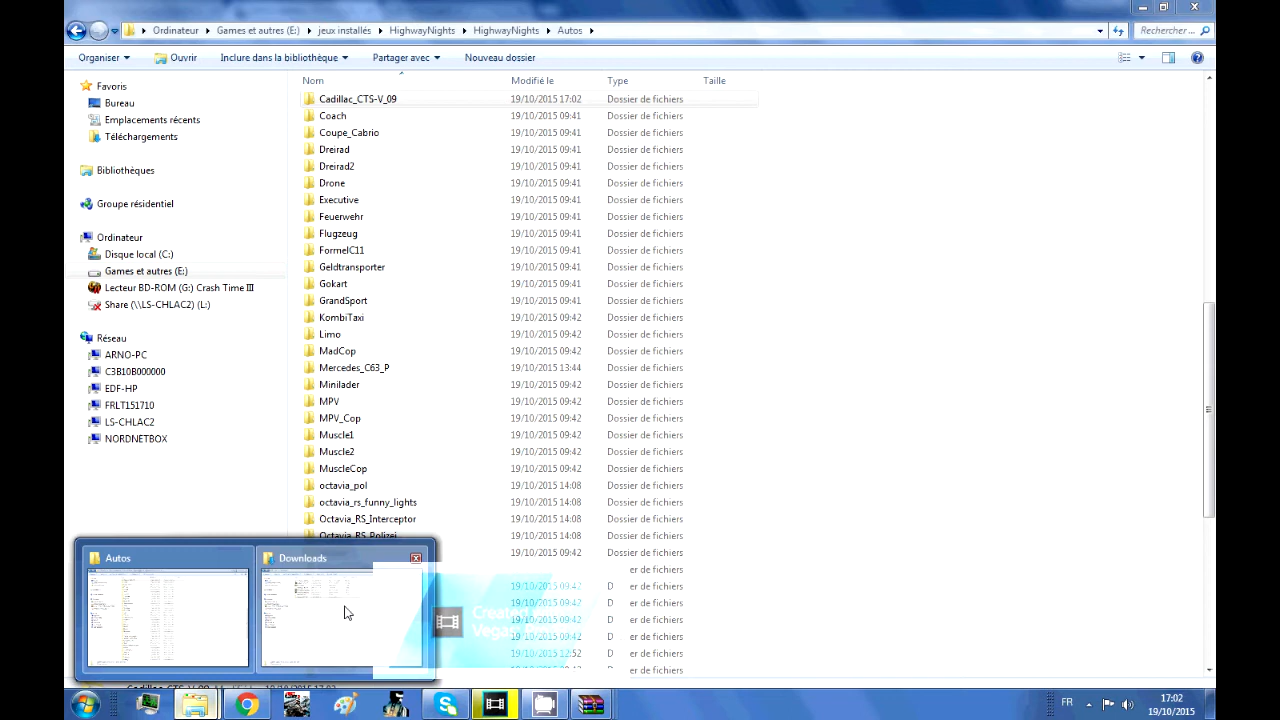 Ordinateur Games et autres (E:) jeux installés HighwayNights HighwayNights Autos Rechercher...
Organiser Ouvrir Inclure dans la bibliothèque Partager avec Nouveau dossier
Nom Modifié le Type Taille
Favoris
Bureau
Emplacements récents
Téléchargements
Bibliothèques
Groupe résidentiel
Ordinateur
Disque local (C:)
Games et autres (E:)
Lecteur BD-ROM (G:) Crash Time III
Share (\\LS-CHLAC2) (L:)
Réseau
ARNO-PC
C3B10B000000
EDF-HP
FRLT151710
LS-CHLAC2
NORDNETBOX
Cadillac_CTS-V_09 19/10/2015 17:02 Dossier de fichiers
Coach 19/10/2015 09:41 Dossier de fichiers
Coupe_Cabrio 19/10/2015 09:41 Dossier de fichiers
Dreirad 19/10/2015 09:41 Dossier de fichiers
Dreirad2 19/10/2015 09:41 Dossier de fichiers
Drone 19/10/2015 09:41 Dossier de fichiers
Executive 19/10/2015 09:41 Dossier de fichiers
Feuerwehr 19/10/2015 09:41 Dossier de fichiers
Flugzeug 19/10/2015 09:41 Dossier de fichiers
FormelC11 19/10/2015 09:41 Dossier de fichiers
Geldtransporter 19/10/2015 09:41 Dossier de fichiers
Gokart 19/10/2015 09:41 Dossier de fichiers
GrandSport 19/10/2015 09:41 Dossier de fichiers
KombiTaxi 19/10/2015 09:42 Dossier de fichiers
Limo 19/10/2015 09:42 Dossier de fichiers
MadCop 19/10/2015 09:42 Dossier de fichiers
Mercedes_C63_P 19/10/2015 13:44 Dossier de fichiers
Minilader 19/10/2015 09:42 Dossier de fichiers
MPV 19/10/2015 09:42 Dossier de fichiers
MPV_Cop 19/10/2015 09:42 Dossier de fichiers
Muscle1 19/10/2015 09:42 Dossier de fichiers
Muscle2 19/10/2015 09:42 Dossier de fichiers
MuscleCop 19/10/2015 09:42 Dossier de fichiers
octavia_pol 19/10/2015 14:08 Dossier de fichiers
octavia_rs_funny_lights 19/10/2015 14:08 Dossier de fichiers
Octavia_RS_Interceptor 19/10/2015 14:08 Dossier de fichiers
Octavia_RS_Polizei 19/10/2015 14:08 Dossier de fichiers
19/10/2015 09:42 Dossier de fichiers
er de fichiers
19/10/2015 09:42 D er de fichiers
19/10/2015 09:42 D er de fichiers
19/10/2015 09:42 D er de fichiers
19/10/2015 09:42 D er de fichiers
D er de fichiers
D er de fichiers
Autos Downloads
FR 17:02
19/10/2015